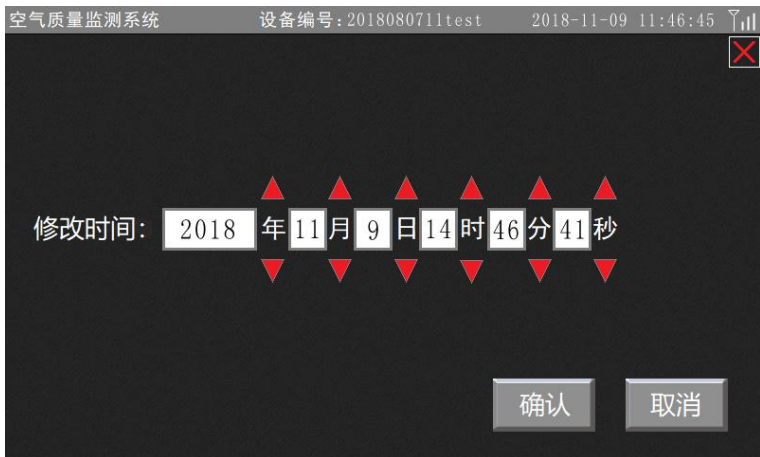 空气质量监测系统 设备编号:2018080711test 2018-11-09 11:46:45
修改时间: 2018 年 11 月 9 日 14 时 46 分 41 秒
确认 取消